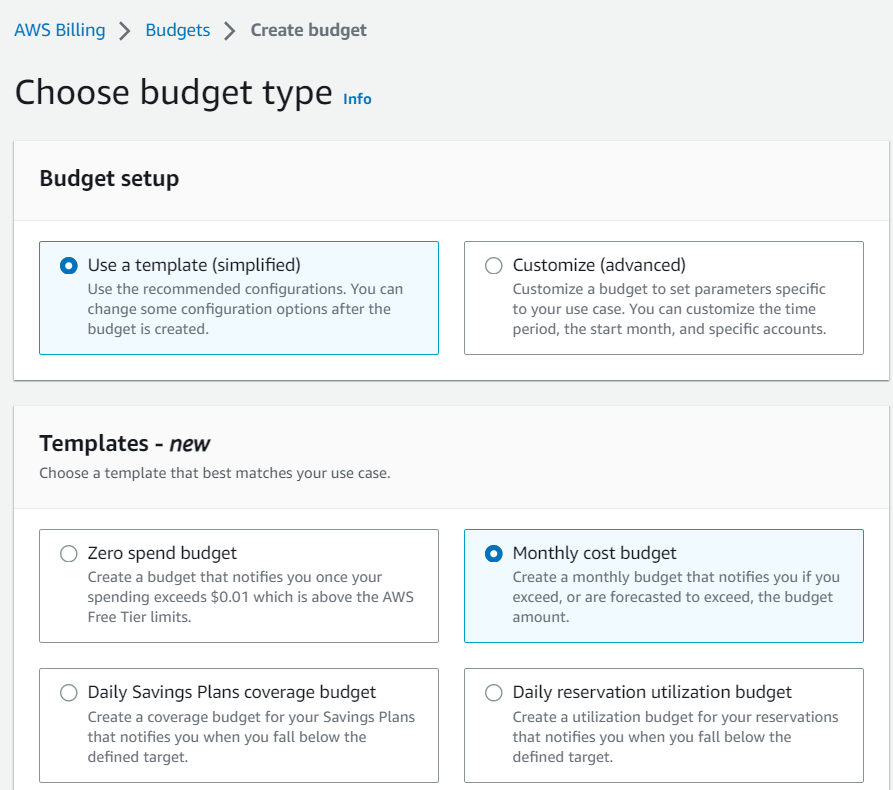 AWS Billing > Budgets > Create budget
Choose budget type Info
Budget setup
Use a template (simplified)
Use the recommended configurations. You can
change some configuration options after the
budget is created.
Customize (advanced)
Customize a budget to set parameters specific
to your use case. You can customize the time
period, the start month, and specific accounts.
Templates - new
Choose a template that best matches your use case.
Zero spend budget
Create a budget that notifies you once your
spending exceeds $0.01 which is above the AWS
Free Tier limits.
Monthly cost budget
Create a monthly budget that notifies you if you
exceed, or are forecasted to exceed, the budget
amount.
Daily Savings Plans coverage budget
Create a coverage budget for your Savings Plans
that notifies you when you fall below the
defined target.
Daily reservation utilization budget
Create a utilization budget for your reservations
that notifies you when you fall below the
defined target.